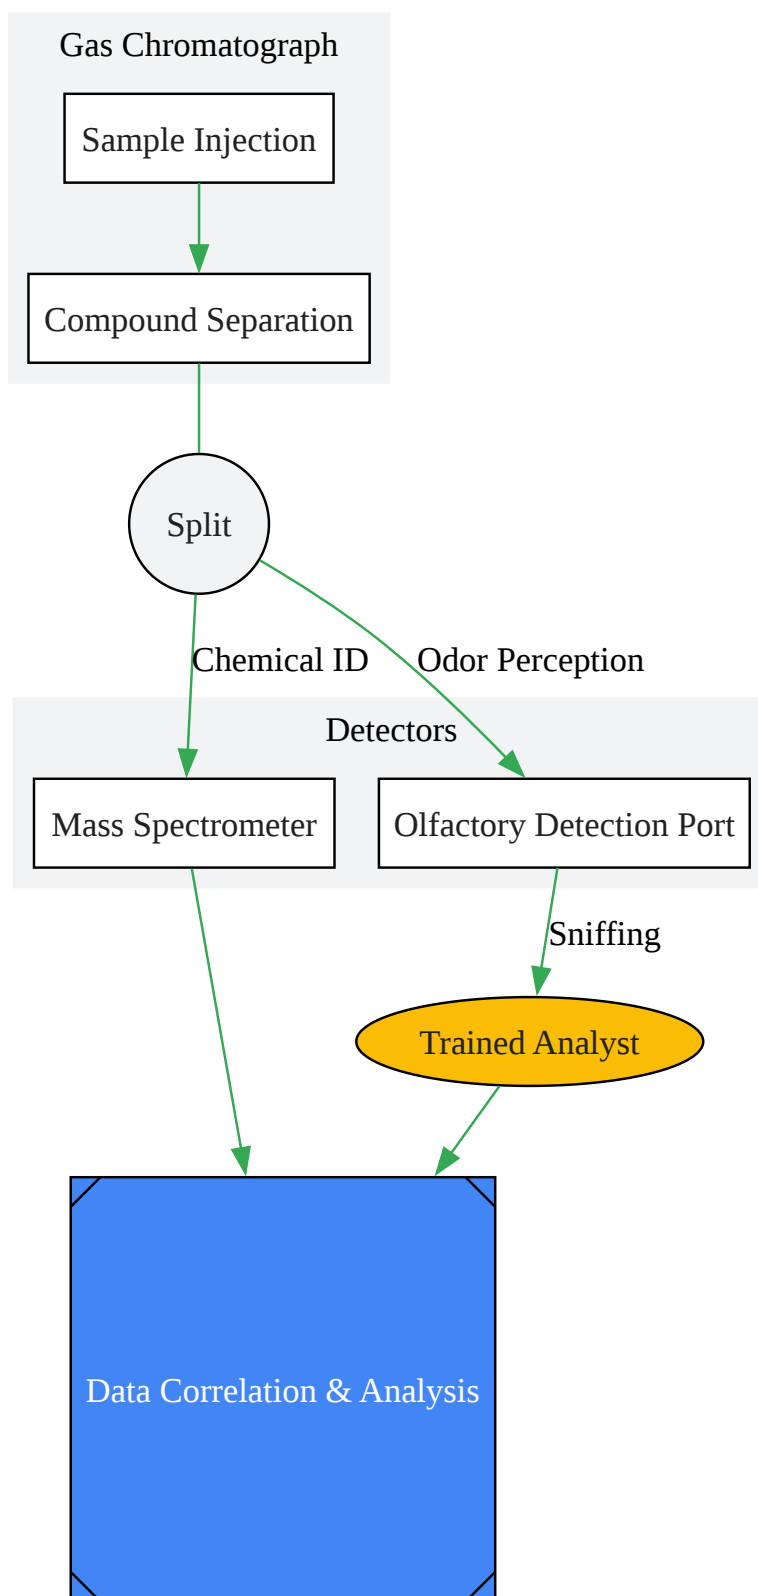 Gas Chromatograph
Sample Injection
Compound Separation
Split
Chemical ID
Odor Perception
Detectors
Mass Spectrometer
Olfactory Detection Port
Sniffing
Trained Analyst
Data Correlation & Analysis